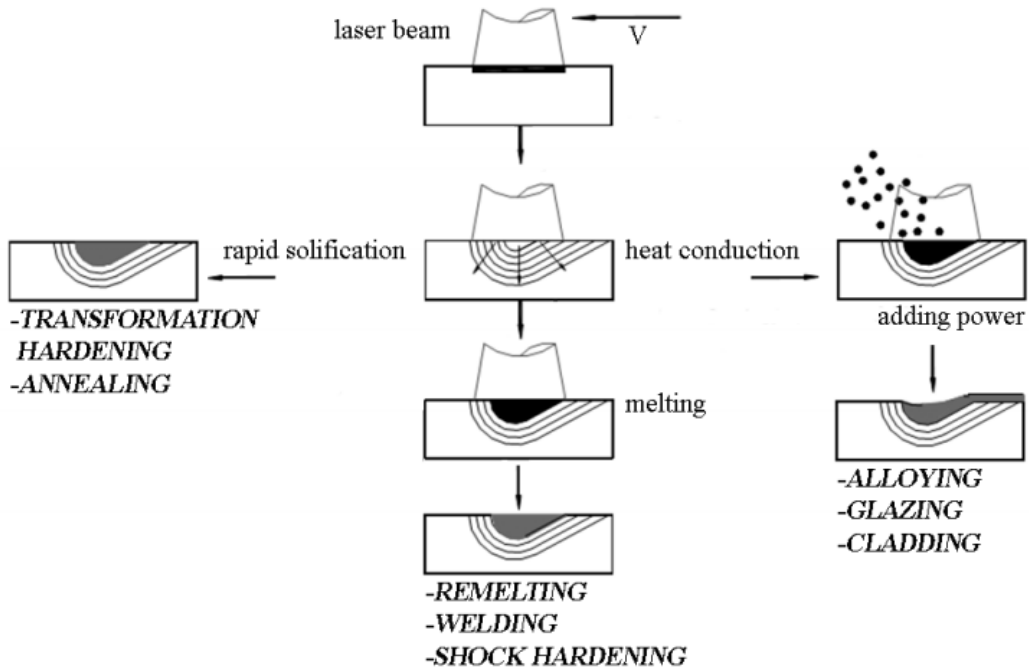 laser beam
V
rapid solification
heat conduction
-TRANSFORMATION
HARDENING
-ANNEALING
adding power
melting
-ALLOYING
-GLAZING
-CLADDING
-REMELTING
-WELDING
-SHOCK HARDENING